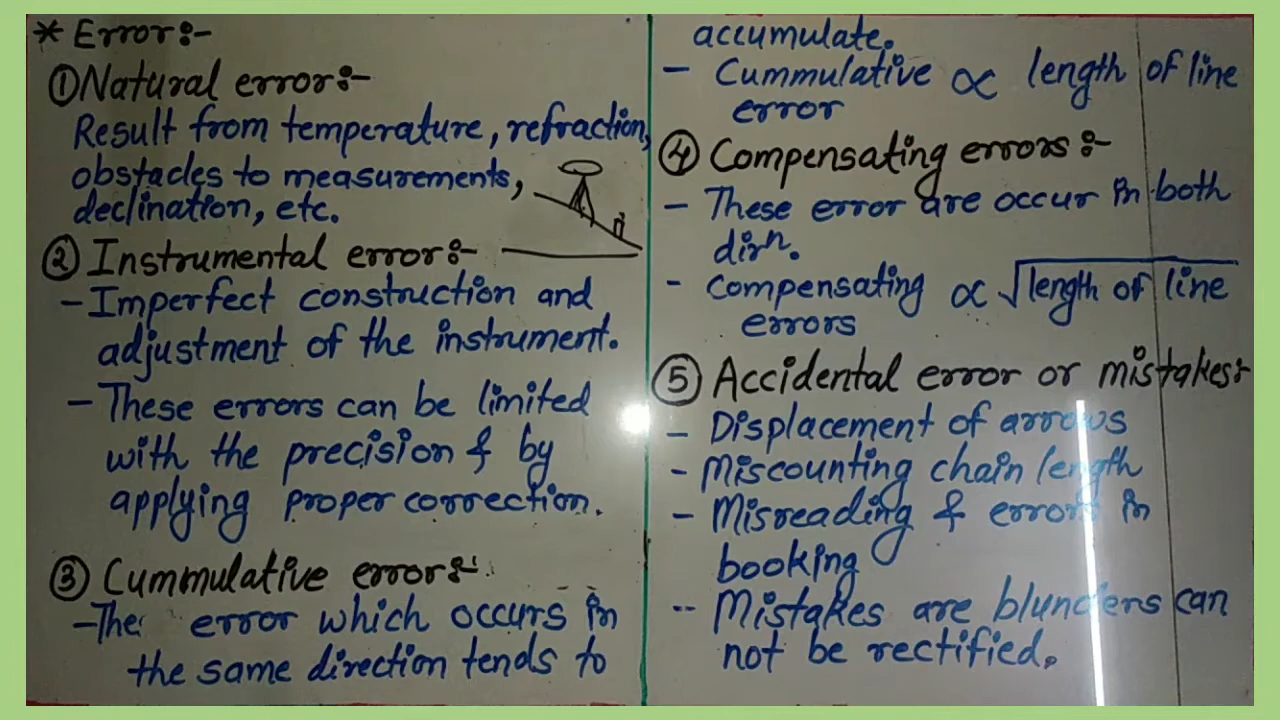 * Error:-
① Natural error:-
Result from temperature, refraction,
obstacles to measurements,
declination, etc.
② Instrumental error:-
- Imperfect construction and
adjustment of the instrument.
- These errors can be limited
with the precision & by
applying proper correction.
③ Cummulative error:-
- The error which occurs in
the same direction tends to
accumulate.
- Cummulative ∝ length of line
error
④ Compensating errors:-
- These error are occur in both
dirⁿ.
- Compensating ∝ √length of line
errors
⑤ Accidental error or mistakes:-
- Displacement of arrows
- Miscounting chain length
- Misreading & errors in
booking
-- Mistakes are blunders can
not be rectified.